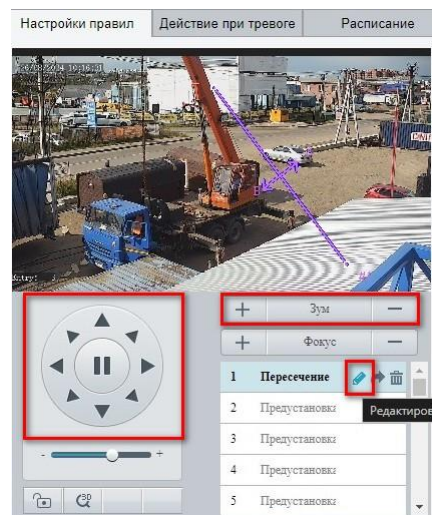 Настройки правил Действие при тревоге Расписание
+ Зум −
+ Фокус −
1 Пересечение
2 Предустановка
Редактиров
3 Предустановка
4 Предустановка
- +
5 Предустановка
3D